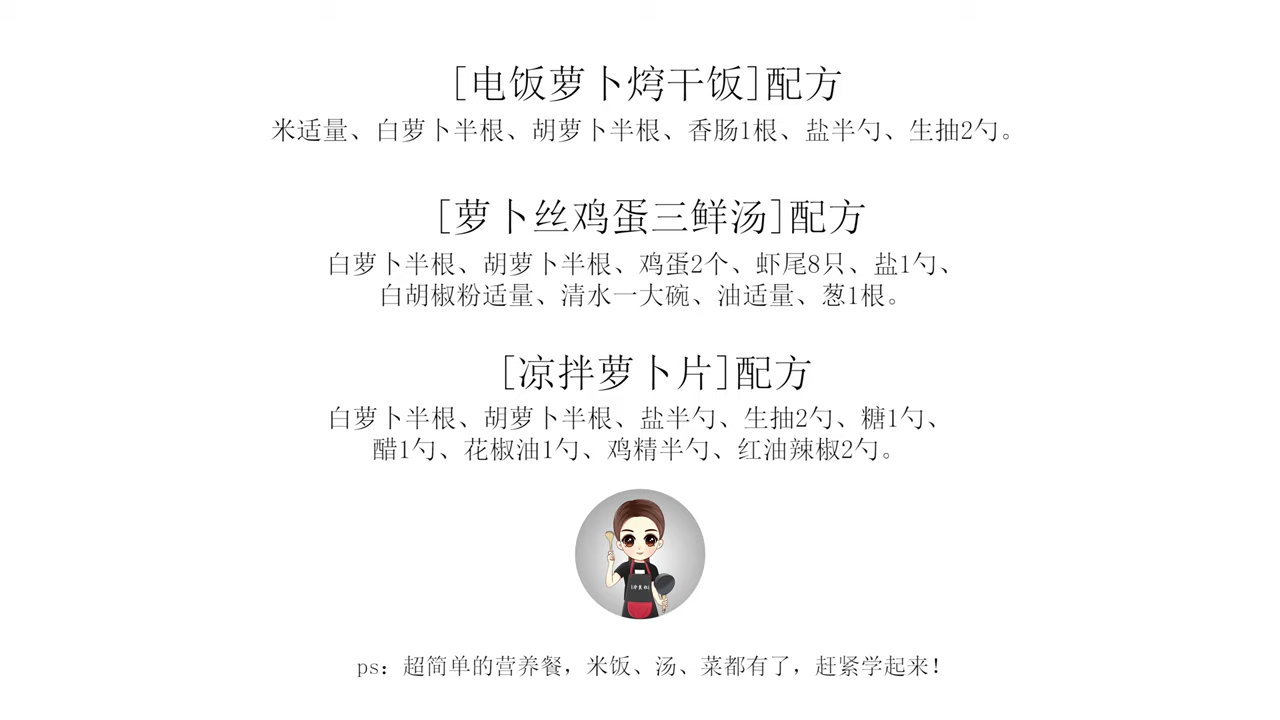 [电饭萝卜焢干饭]配方
米适量、白萝卜半根、胡萝卜半根、香肠1根、盐半勺、生抽2勺。
[萝卜丝鸡蛋三鲜汤]配方
白萝卜半根、胡萝卜半根、鸡蛋2个、虾尾8只、盐1勺、
白胡椒粉适量、清水一大碗、油适量、葱1根。
[凉拌萝卜片]配方
白萝卜半根、胡萝卜半根、盐半勺、生抽2勺、糖1勺、
醋1勺、花椒油1勺、鸡精半勺、红油辣椒2勺。
ps：超简单的营养餐，米饭、汤、菜都有了，赶紧学起来！